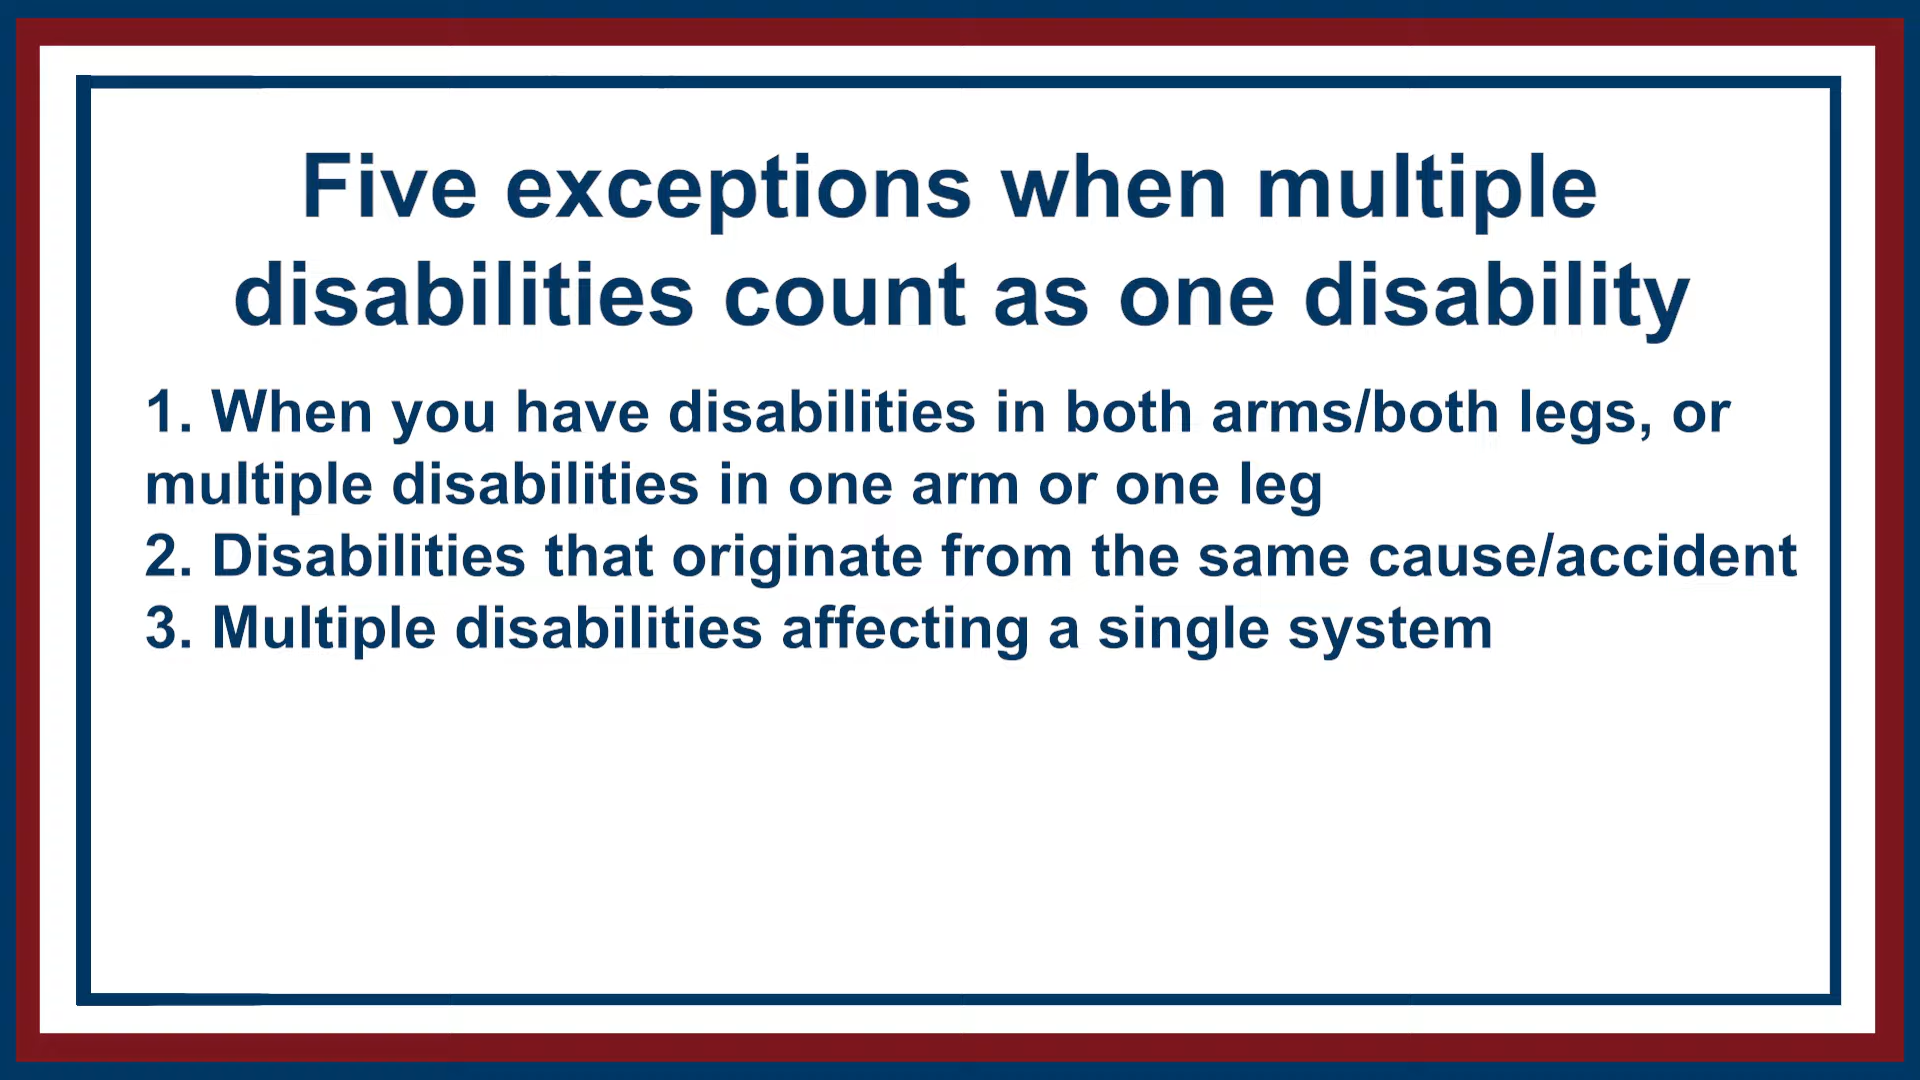 Five exceptions when multiple
disabilities count as one disability
1. When you have disabilities in both arms/both legs, or
multiple disabilities in one arm or one leg
2. Disabilities that originate from the same cause/accident
3. Multiple disabilities affecting a single system